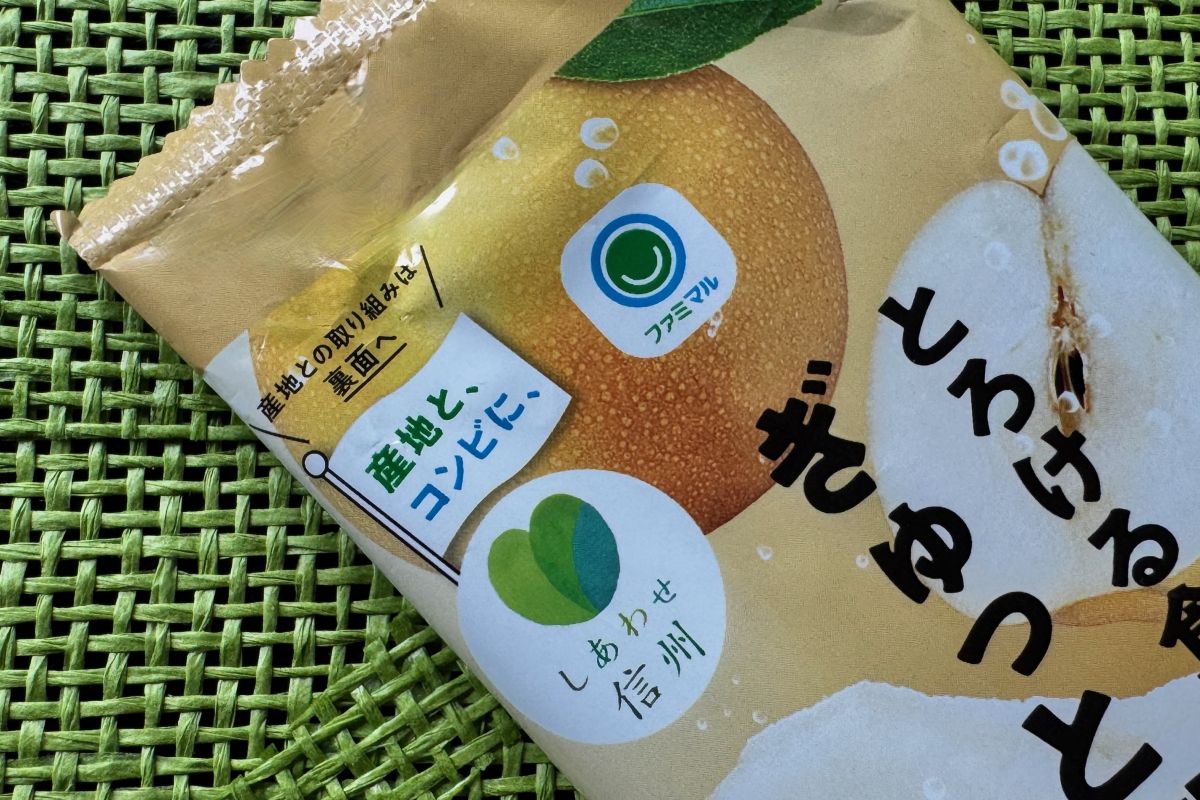 産地との取り組みは
裏面へ
産地と、
コンビに、
ファミマル
しあわせ
信州
とろける
ぎゅっと